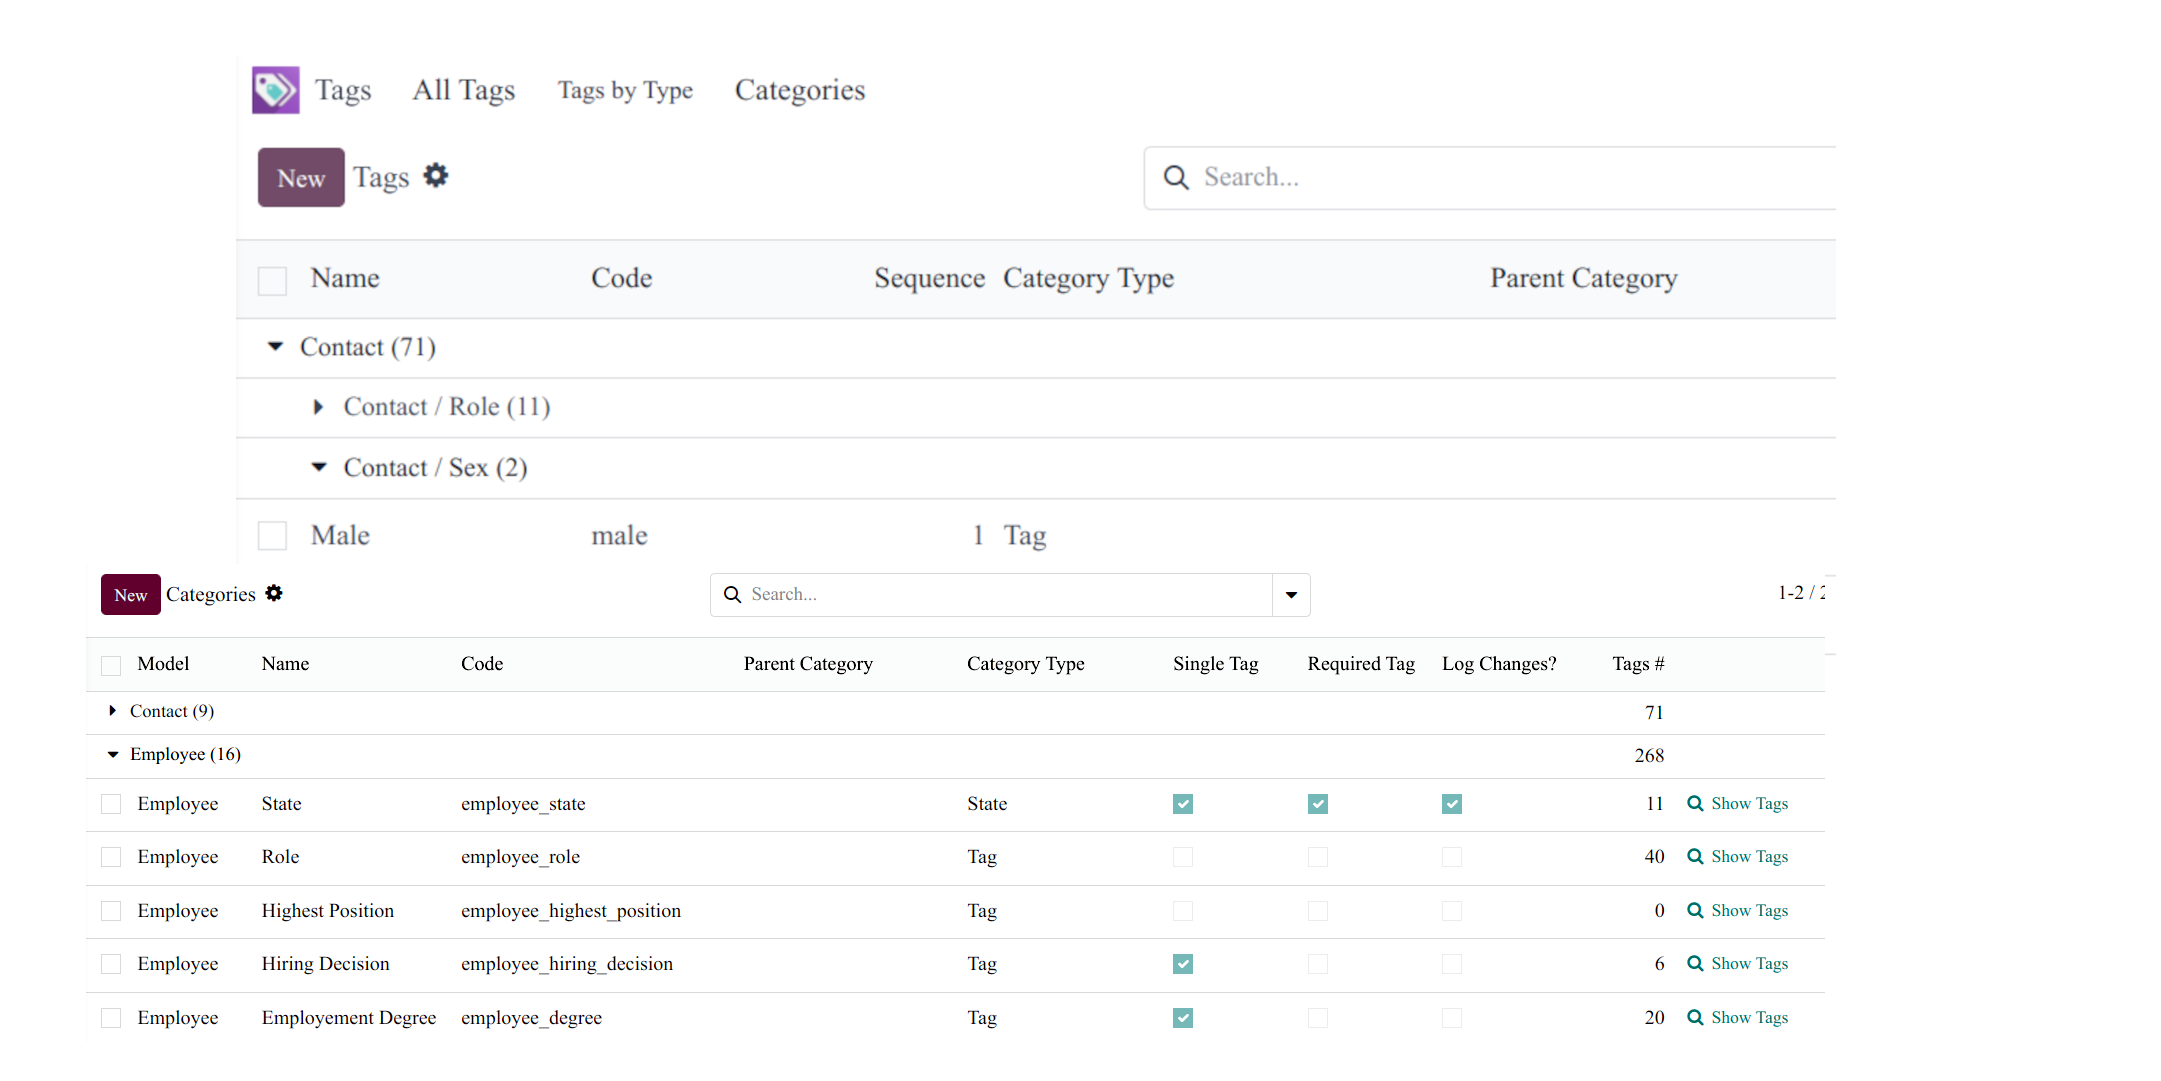 Tags All Tags Tags by Type Categories
New Tags Search...
Name Code Sequence Category Type Parent Category
Contact (71)
Contact / Role (11)
Contact / Sex (2)
Male male 1 Tag
New Categories Search... 1-2 / 2
Model Name Code Parent Category Category Type Single Tag Required Tag Log Changes? Tags #
Contact (9) 71
Employee (16) 268
Employee State employee_state State 11 Show Tags
Employee Role employee_role Tag 40 Show Tags
Employee Highest Position employee_highest_position Tag 0 Show Tags
Employee Hiring Decision employee_hiring_decision Tag 6 Show Tags
Employee Employement Degree employee_degree Tag 20 Show Tags